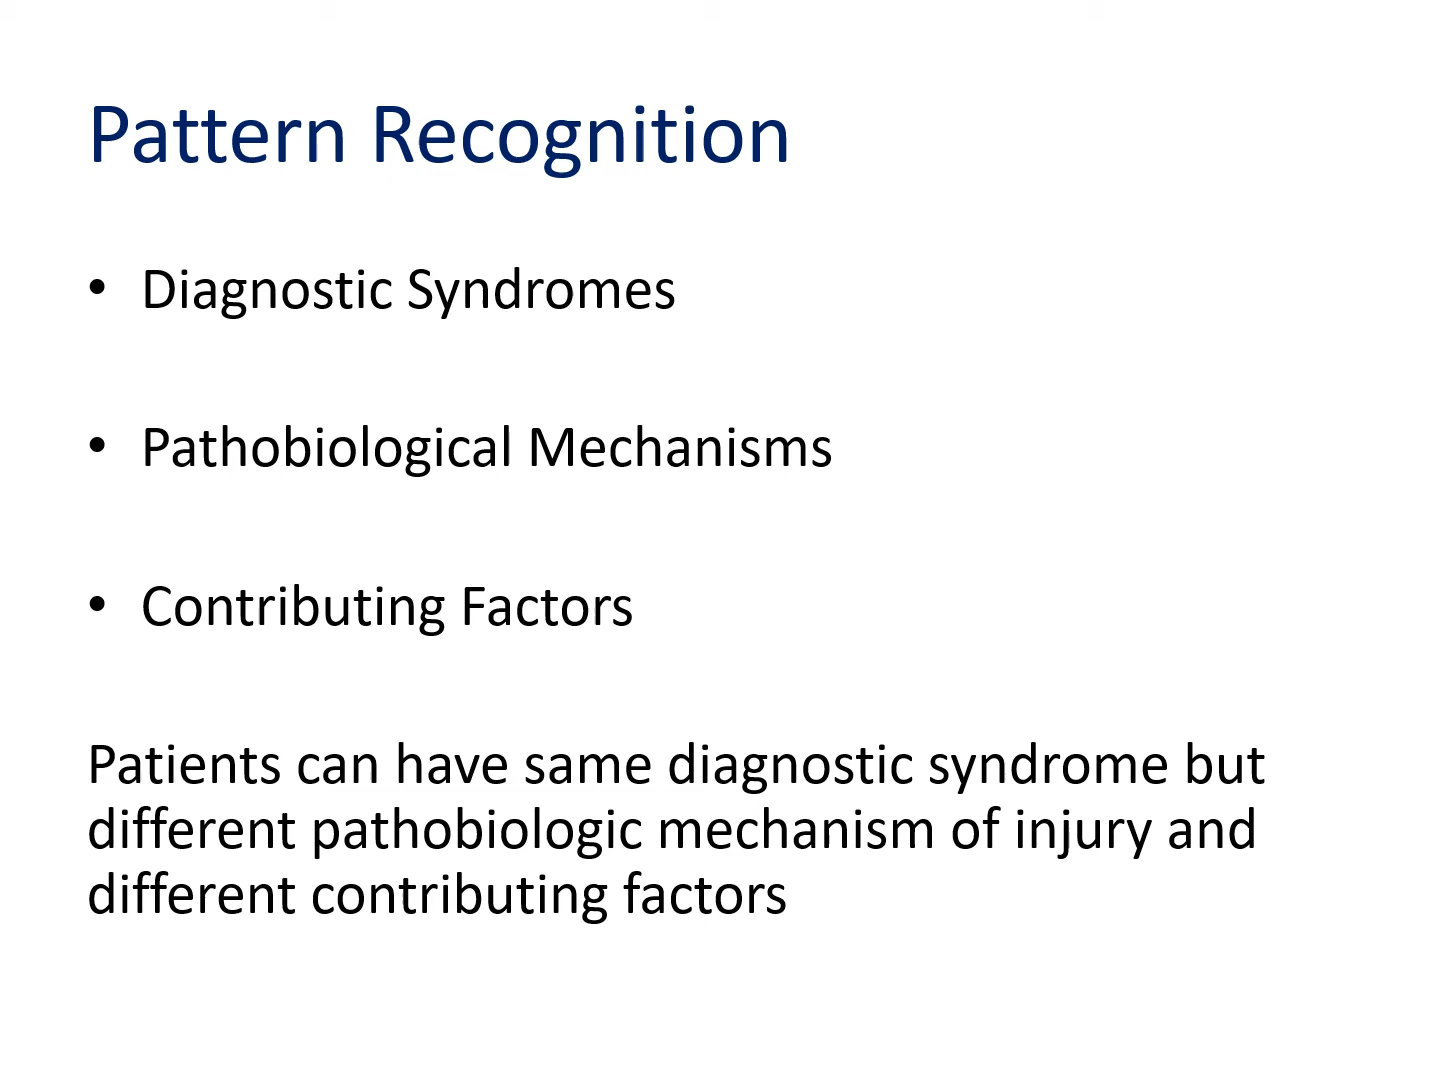 Pattern Recognition
• Diagnostic Syndromes
• Pathobiological Mechanisms
• Contributing Factors
Patients can have same diagnostic syndrome but
different pathobiologic mechanism of injury and
different contributing factors